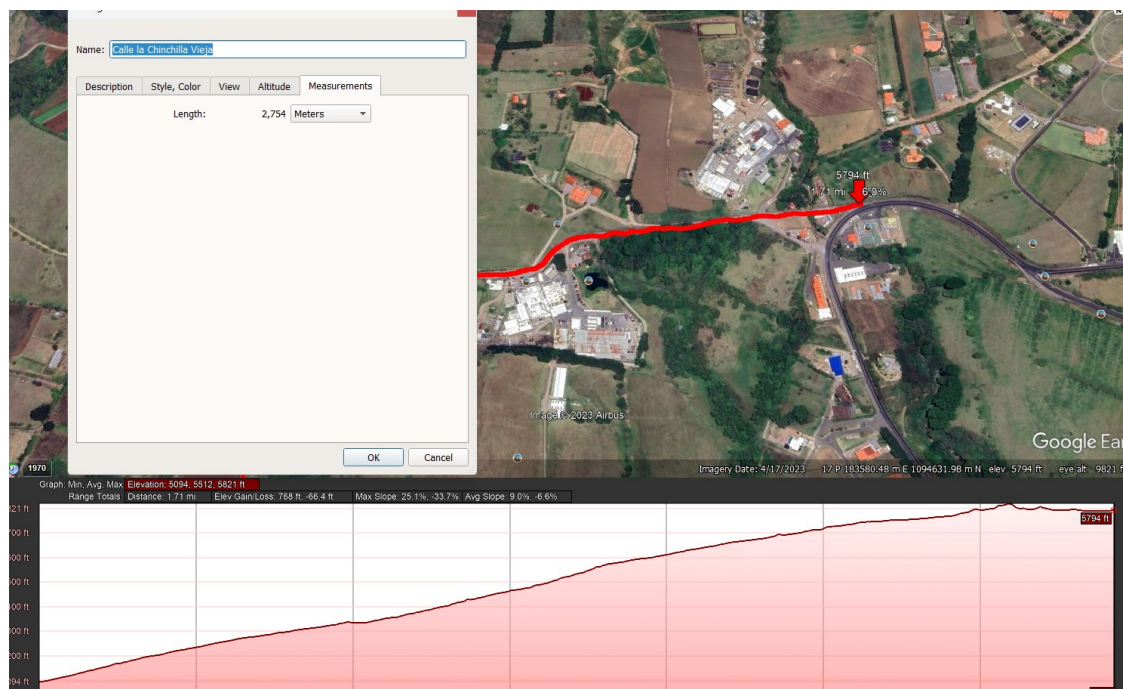 Name: Calle la Chinchilla Vieja
Description Style, Color View Altitude Measurements
Length: 2,754 Meters
OK Cancel
5794 ft
1.71 mi 6.9%
Image © 2023 Airbus
Google Ear
1970
Imagery Date: 4/17/2023 17 P 183580.48 m E 1094631.98 m N elev 5794 ft eye alt 9821 f
Graph: Min, Avg, Max Elevation: 5094, 5512, 5821 ft
Range Totals: Distance: 1.71 mi Elev Gain/Loss: 768 ft, -66.4 ft Max Slope: 25.1%, -33.7% Avg Slope: 9.0%, -6.6%
821 ft
5794 ft
700 ft
600 ft
500 ft
400 ft
300 ft
200 ft
094 ft